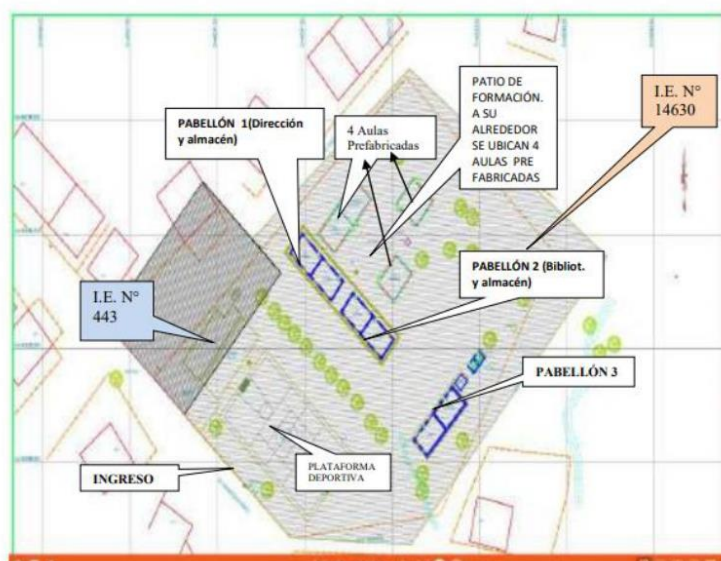 PATIO DE
FORMACIÓN.
A SU
ALREDEDOR
SE UBICAN 4
AULAS PRE
FABRICADAS
I.E. N°
14630
PABELLÓN 1(Dirección
y almacén)
4 Aulas
Prefabricadas
PABELLÓN 2 (Bibliot.
y almacén)
I.E. N°
443
PABELLÓN 3
INGRESO
PLATAFORMA
DEPORTIVA